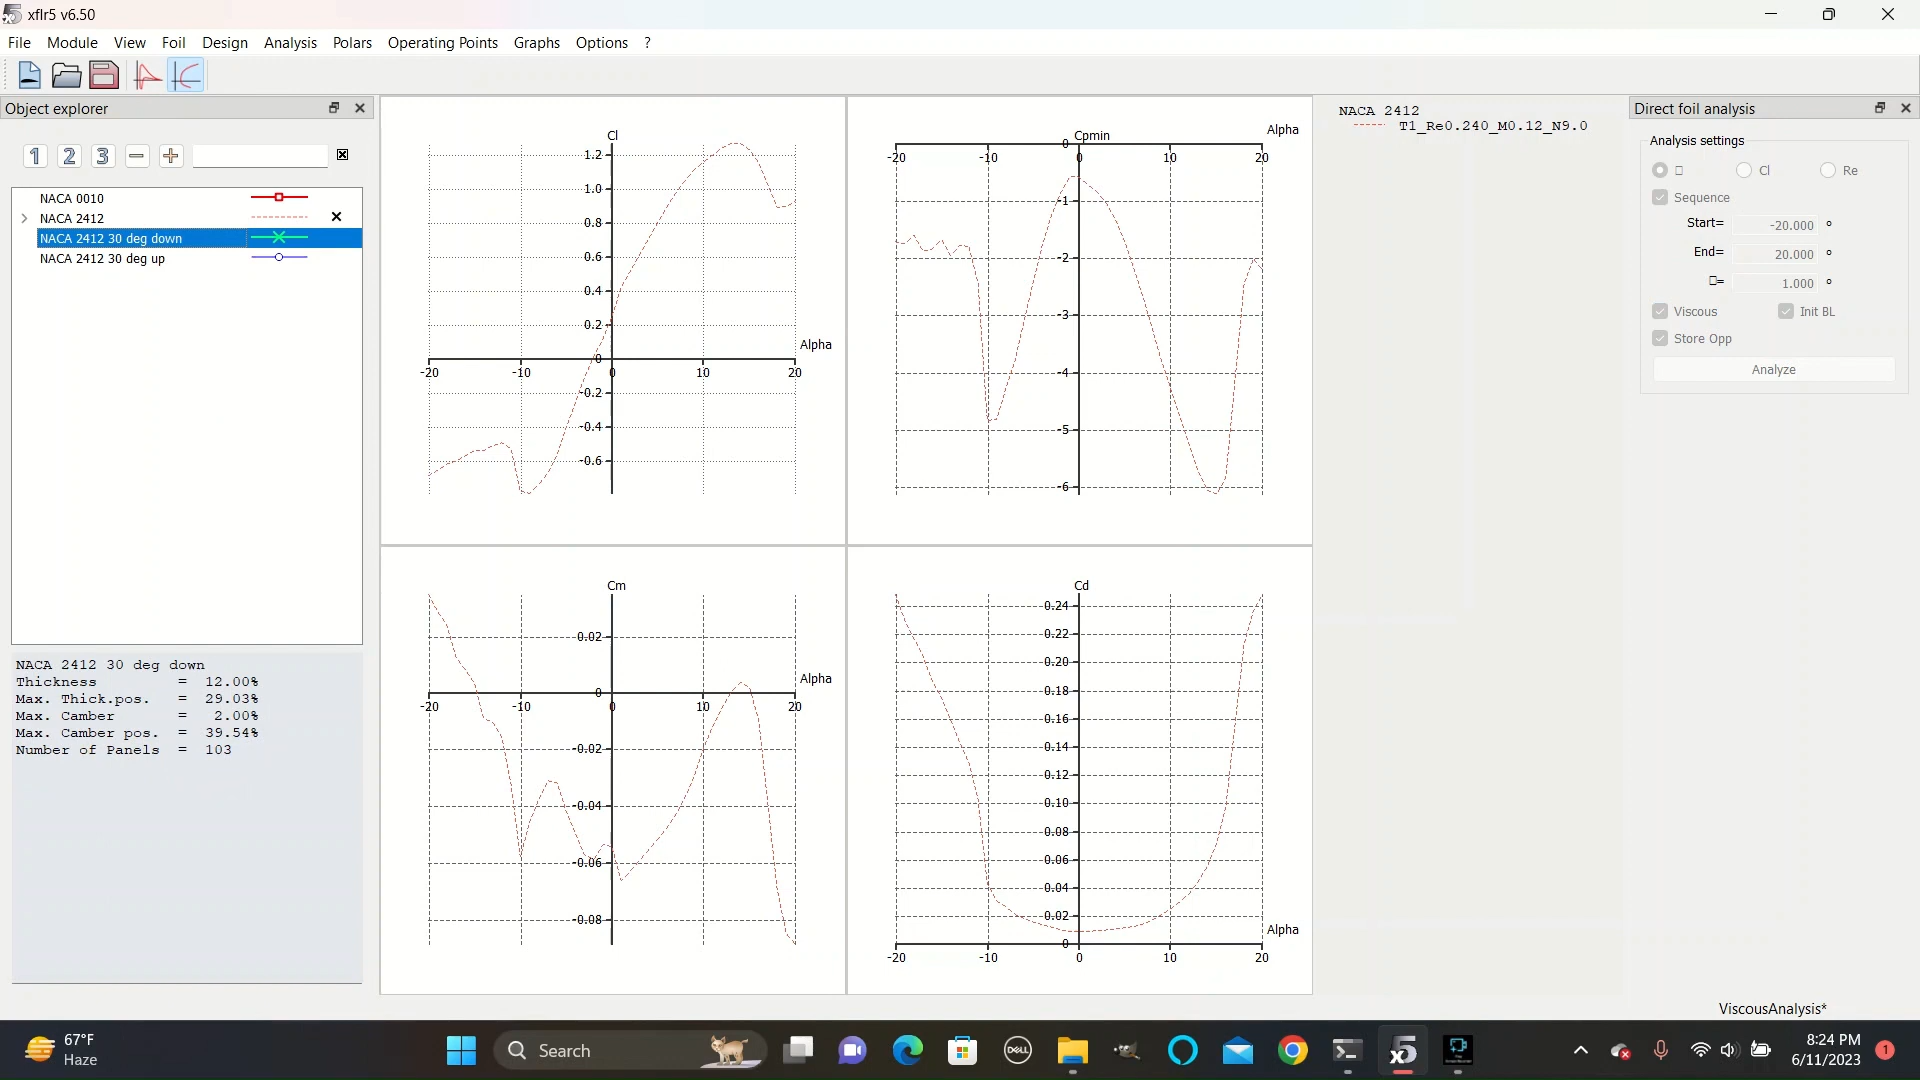 xflr5 v6.50
File Module View Foil Design Analysis Polars Operating Points Graphs Options ?
Object explorer
1 2 3
NACA 0010
NACA 2412
NACA 2412 30 deg down
NACA 2412 30 deg up
NACA 2412 30 deg down
Thickness = 12.00%
Max. Thick.pos. = 29.03%
Max. Camber = 2.00%
Max. Camber pos. = 39.54%
Number of Panels = 103
Cl
1.2
1.0
0.8
0.6
0.4
0.2
Alpha
0
-20 -10 0 10 20
-0.2
-0.4
-0.6
Cpmin Alpha
0
-20 -10 0 10 20
-1
-2
-3
-4
-5
-6
Cm
0.02
Alpha
0
-20 -10 0 10 20
-0.02
-0.04
-0.06
-0.08
Cd
0.24
0.22
0.20
0.18
0.16
0.14
0.12
0.10
0.08
0.06
0.04
0.02
Alpha
0
-20 -10 0 10 20
NACA 2412
T1_Re0.240_M0.12_N9.0
Direct foil analysis
Analysis settings
Cl Re
Sequence
Start= -20.000 °
End= 20.000 °
= 1.000 °
Viscous Init BL
Store Opp
Analyze
ViscousAnalysis*
67°F
Haze
Search
DELL
x5
8:24 PM
6/11/2023
1